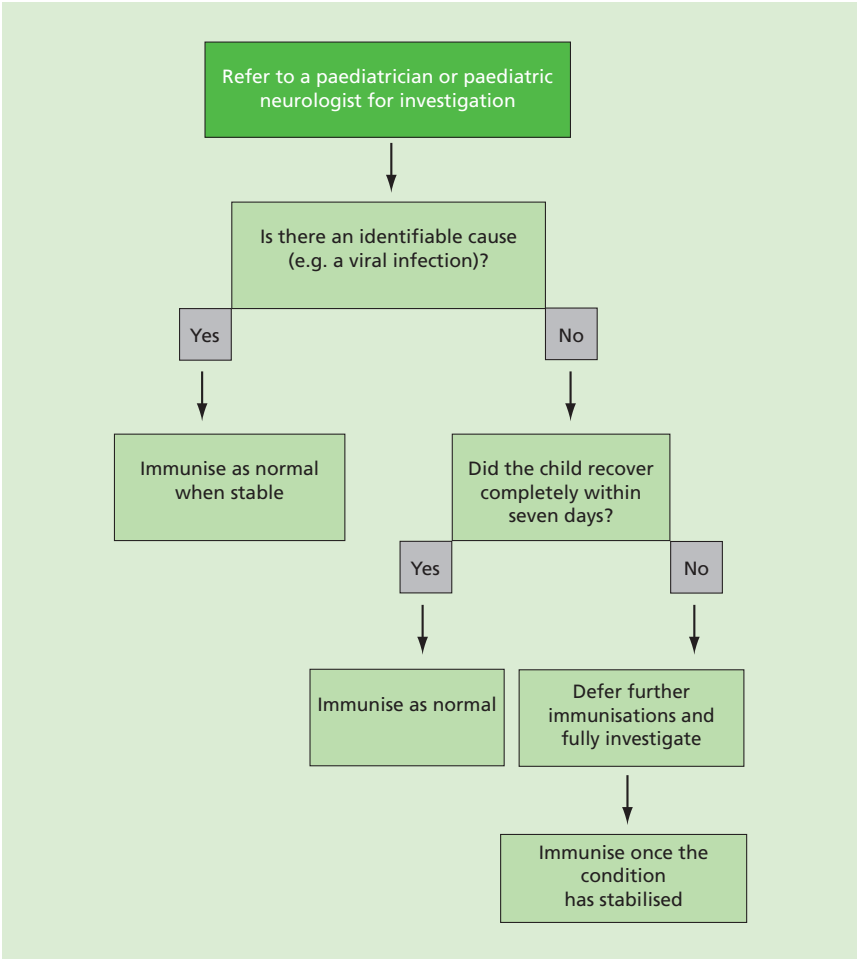 Refer to a paediatrician or paediatric
neurologist for investigation
Is there an identifiable cause
(e.g. a viral infection)?
Yes
No
Immunise as normal
when stable
Did the child recover
completely within
seven days?
Yes
No
Immunise as normal
Defer further
immunisations and
fully investigate
Immunise once the
condition
has stabilised